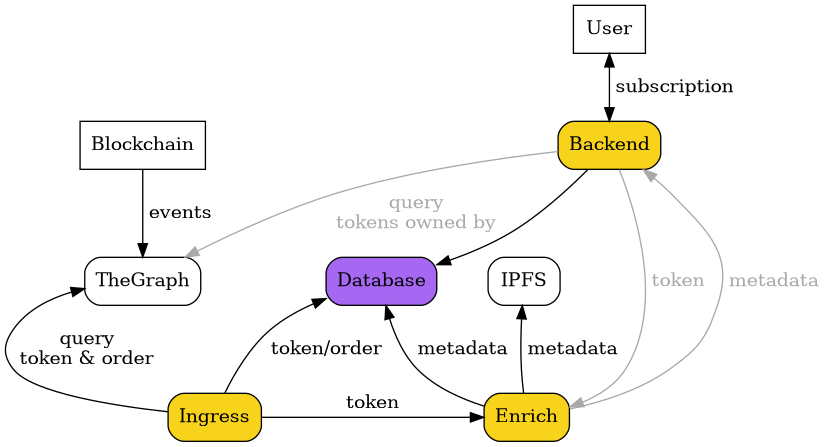 User
subscription
Blockchain
Backend
events
query
tokens owned by
TheGraph
Database
IPFS
token
metadata
query
token & order
token/order
metadata
metadata
Ingress
token
Enrich